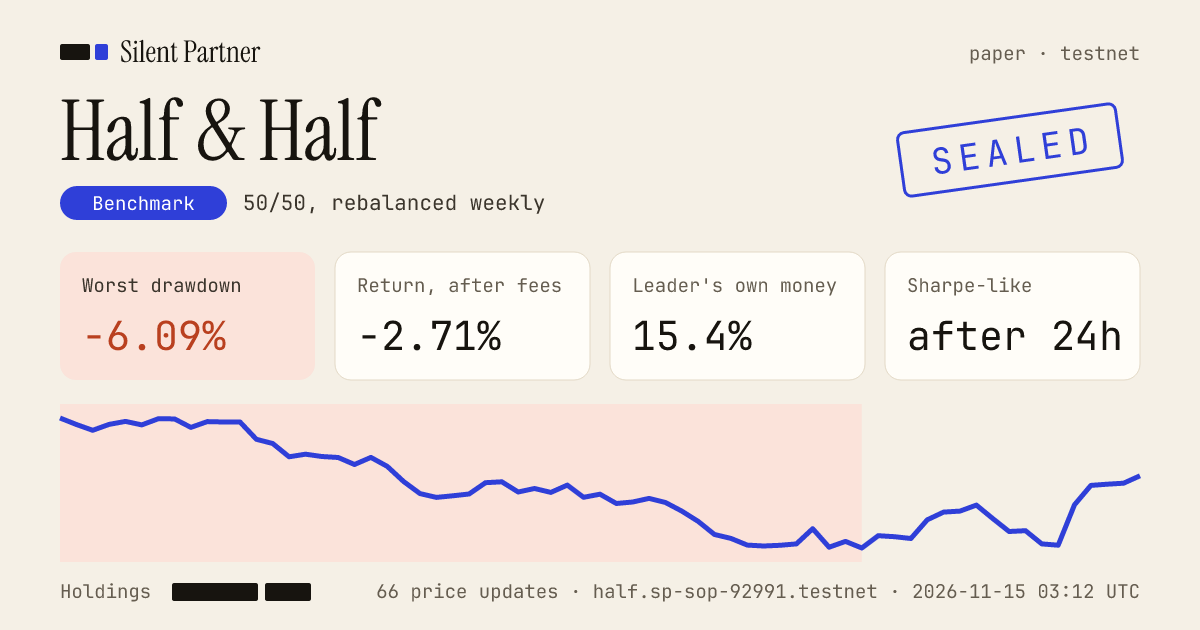 Silent Partner
paper · testnet
Half & Half
SEALED
Benchmark 50/50, rebalanced weekly
Worst drawdown
-6.09%
Return, after fees
-2.71%
Leader's own money
15.4%
Sharpe-like
after 24h
Holdings
66 price updates · half.sp-sop-92991.testnet · 2026-11-15 03:12 UTC